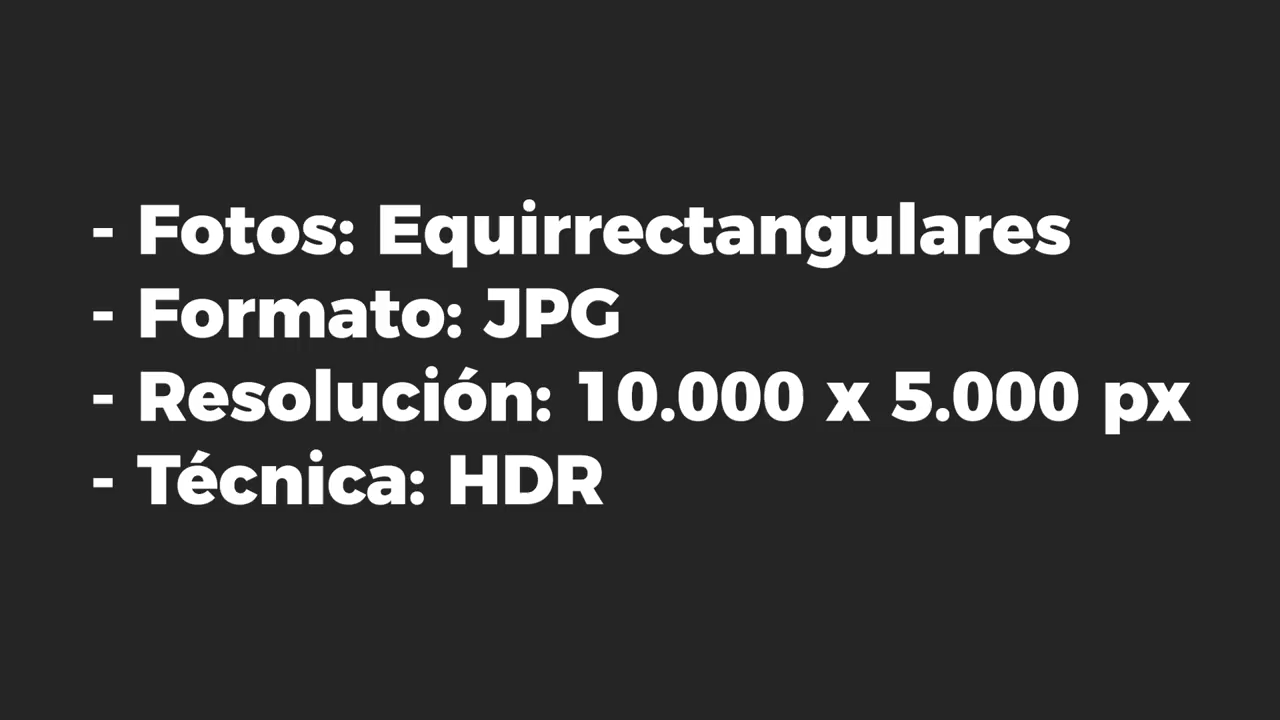 - Fotos: Equirrectangulares
- Formato: JPG
- Resolución: 10.000 x 5.000 px
- Técnica: HDR